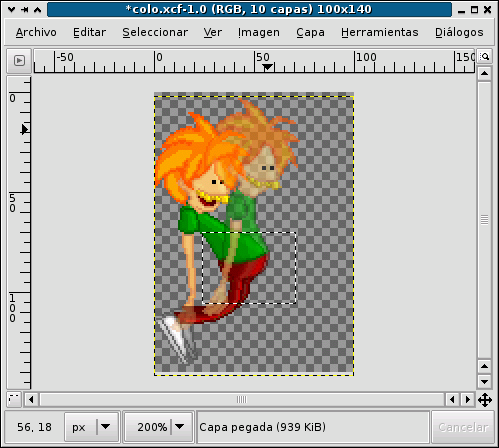 *colo.xcf-1.0 (RGB, 10 capas) 100x140
Archivo Editar Seleccionar Ver Imagen Capa Herramientas Diálogos
-50 0 50 100 150
0
50
100
56, 18 px 200% Capa pegada (939 KiB) Cancelar